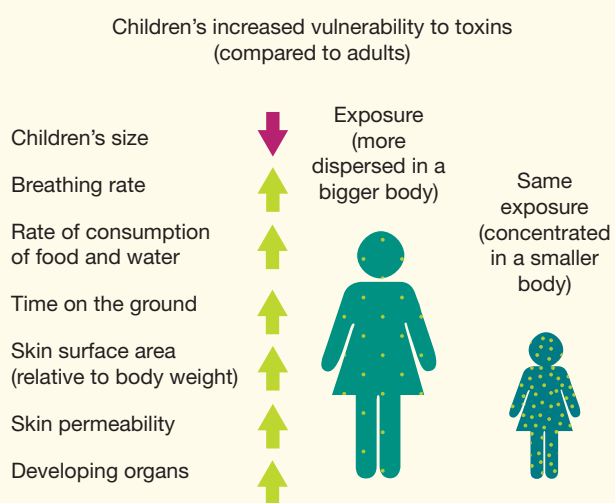 Children’s increased vulnerability to toxins
(compared to adults)
Children’s size
Breathing rate
Rate of consumption
of food and water
Time on the ground
Skin surface area
(relative to body weight)
Skin permeability
Developing organs
Exposure
(more
dispersed in a
bigger body)
Same
exposure
(concentrated
in a smaller
body)